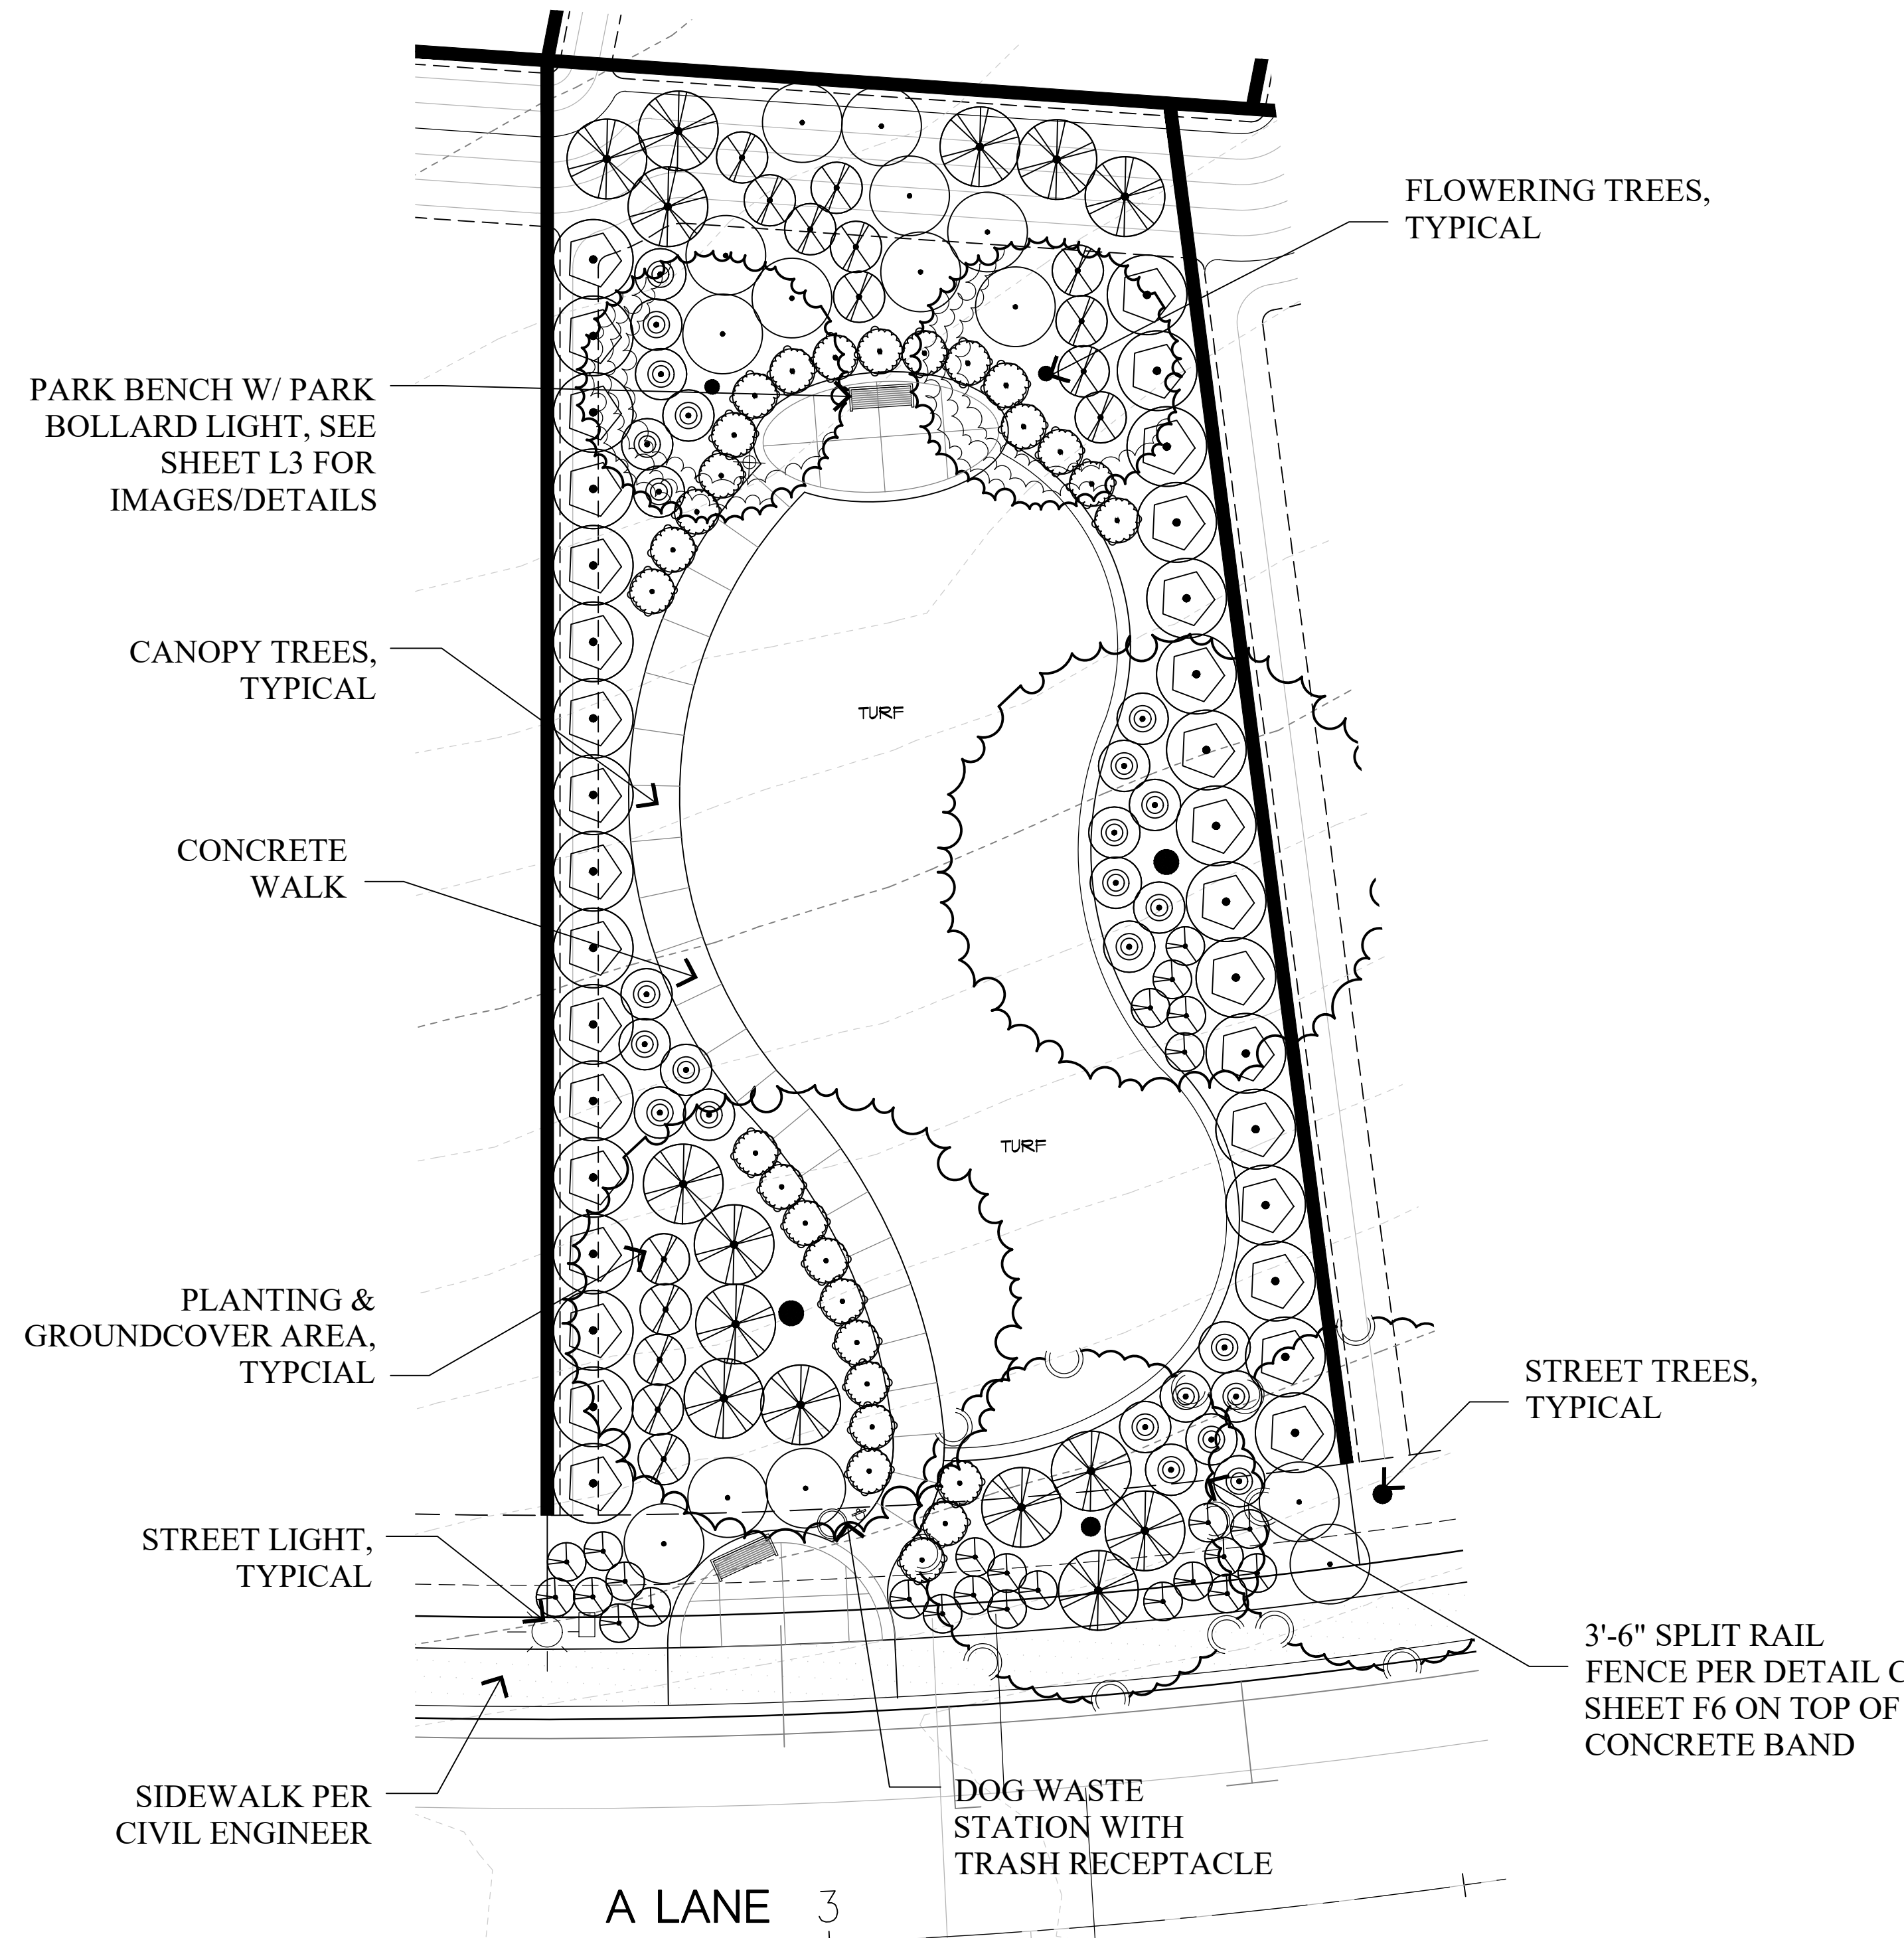 FLOWERING TREES,
TYPICAL
PARK BENCH W/ PARK
BOLLARD LIGHT, SEE
SHEET L3 FOR
IMAGES/DETAILS
CANOPY TREES,
TYPICAL
TURF
CONCRETE
WALK
TURF
PLANTING &
GROUNDCOVER AREA,
TYPCIAL
STREET TREES,
TYPICAL
STREET LIGHT,
TYPICAL
3'-6" SPLIT RAIL
FENCE PER DETAIL
SHEET F6 ON TOP OF
CONCRETE BAND
SIDEWALK PER
CIVIL ENGINEER
DOG WASTE
STATION WITH
TRASH RECEPTACLE
A LANE 3